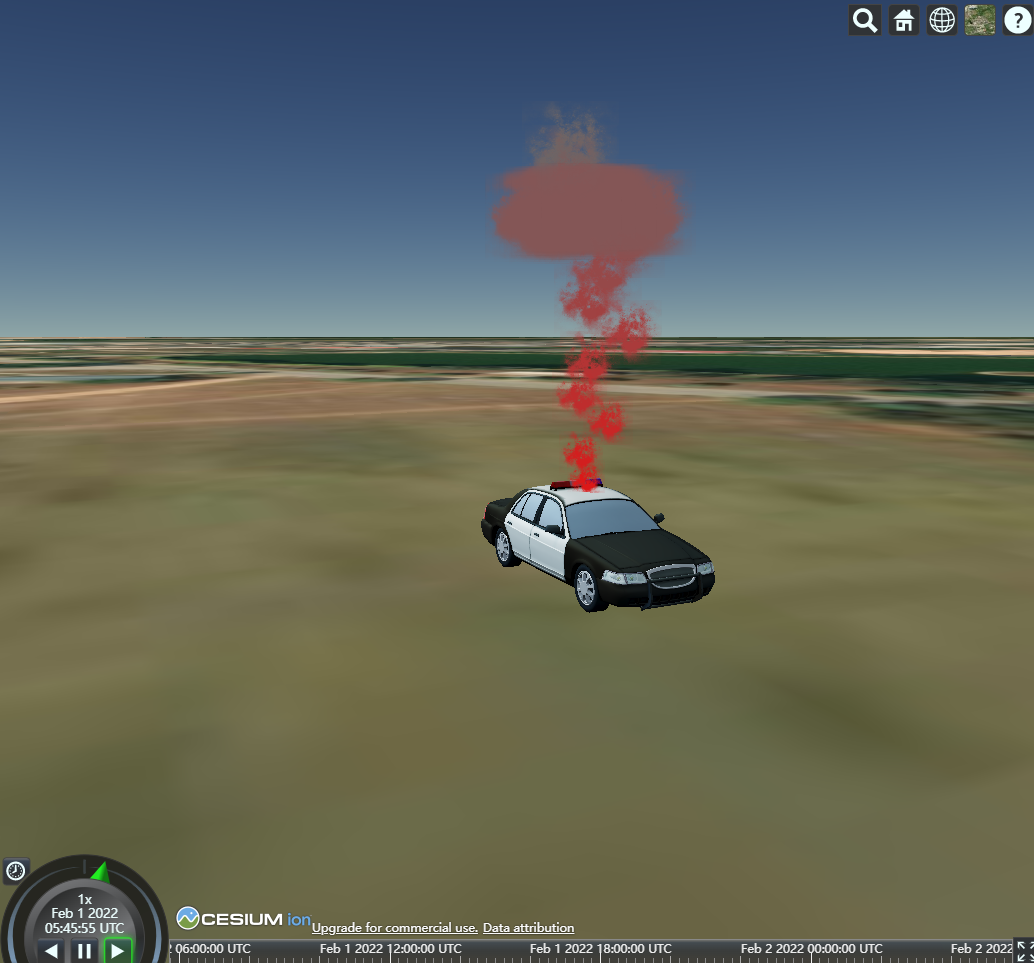 ?
1x
Feb 1 2022
05:45:55 UTC
CESIUM ion
Upgrade for commercial use. Data attribution
2 06:00:00 UTC
Feb 1 2022 12:00:00 UTC
Feb 1 2022 18:00:00 UTC
Feb 2 2022 00:00:00 UTC
Feb 2 2022